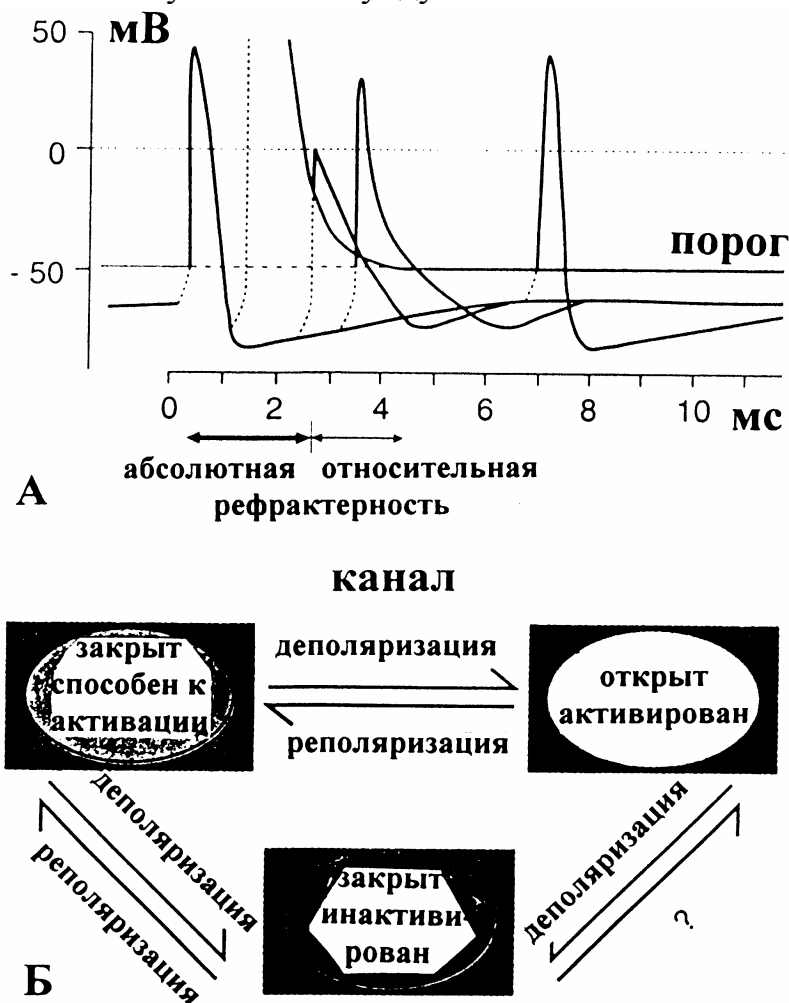 50
мВ
0
порог
- 50
0 2 4 6 8 10 мс
абсолютная относительная
рефрактерность
А
канал
закрыт
способен к
активации
деполяризация
реполяризация
открыт
активирован
деполяризация
реполяризация
закрыт
инактиви-
рован
деполяризация
?
Б